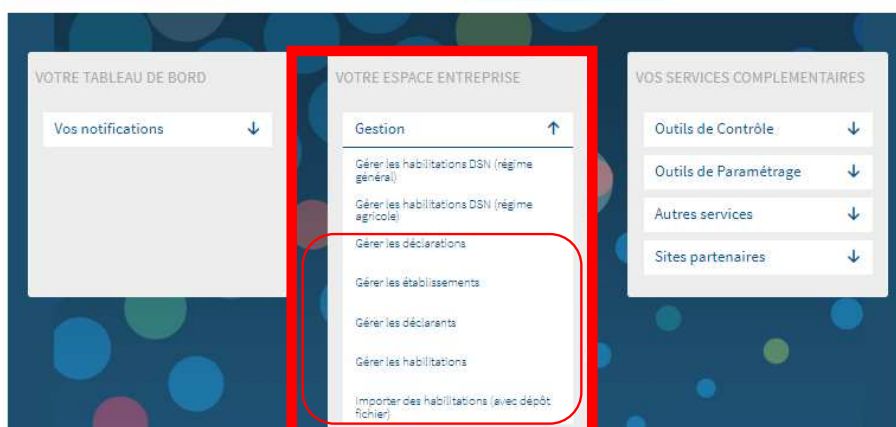 VOTRE TABLEAU DE BORD
Vos notifications
VOTRE ESPACE ENTREPRISE
Gestion
Gérer les habilitations DSN (régime
général)
Gérer les habilitations DSN (régime
agricole)
Gérer les déclarations
Gérer les établissements
Gérer les déclarants
Gérer les habilitations
Importer des habilitations (avec dépôt
fichier)
VOS SERVICES COMPLEMENTAIRES
Outils de Contrôle
Outils de Paramétrage
Autres services
Sites partenaires